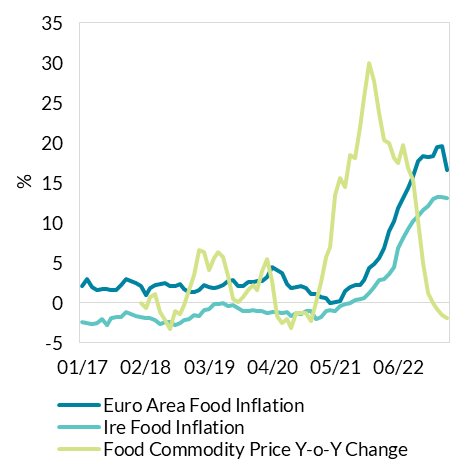 35
30
25
20
15
10
5
0
-5
%
01/17 02/18 03/19 04/20 05/21 06/22
Euro Area Food Inflation
Ire Food Inflation
Food Commodity Price Y-o-Y Change